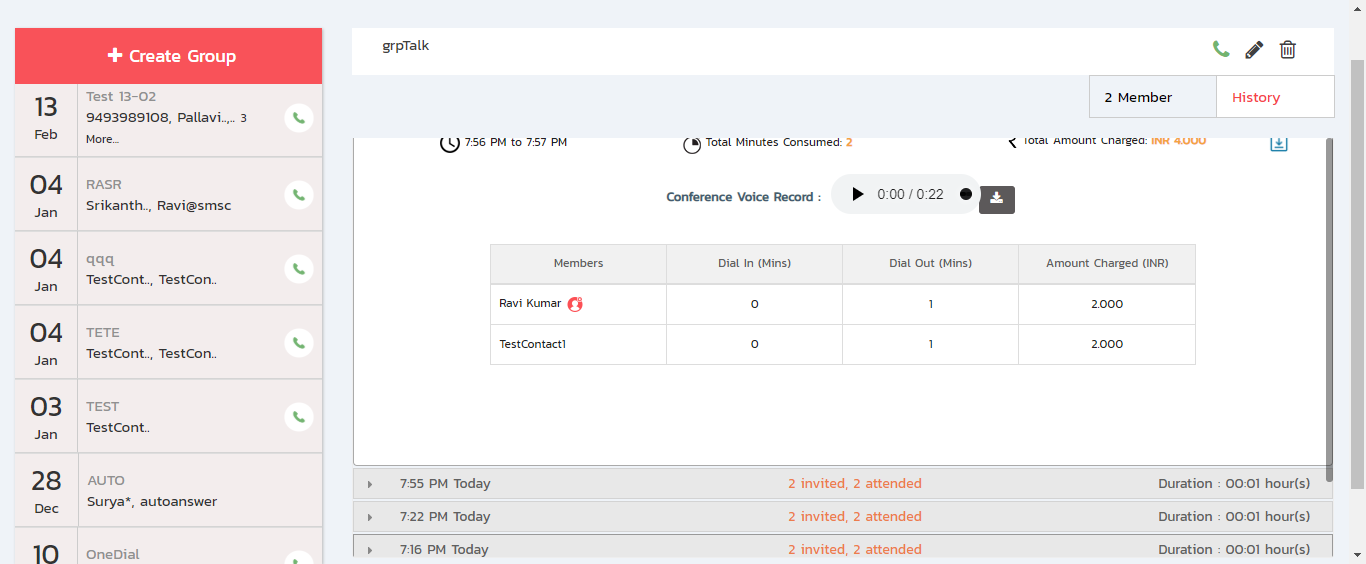 Create Group
13
Feb
Test 13-02
9493989108, Pallavi..,.. 3
More...
04
Jan
RASR
Srikanth.., Ravi@smsc
04
Jan
qqq
TestCont.., TestCon..
04
Jan
TETE
TestCont.., TestCon..
03
Jan
TEST
TestCont..
28
Dec
AUTO
Surya*, autoanswer
10
OneDial
grpTalk
2 Member
History
7:56 PM to 7:57 PM
Total Minutes Consumed: 2
Total Amount Charged: INR 4.000
Conference Voice Record :
0:00 / 0:22
Members Dial In (Mins) Dial Out (Mins) Amount Charged (INR)
Ravi Kumar 0 1 2.000
TestContact1 0 1 2.000
7:55 PM Today 2 invited, 2 attended Duration : 00:01 hour(s)
7:22 PM Today 2 invited, 2 attended Duration : 00:01 hour(s)
7:16 PM Today 2 invited, 2 attended Duration : 00:01 hour(s)